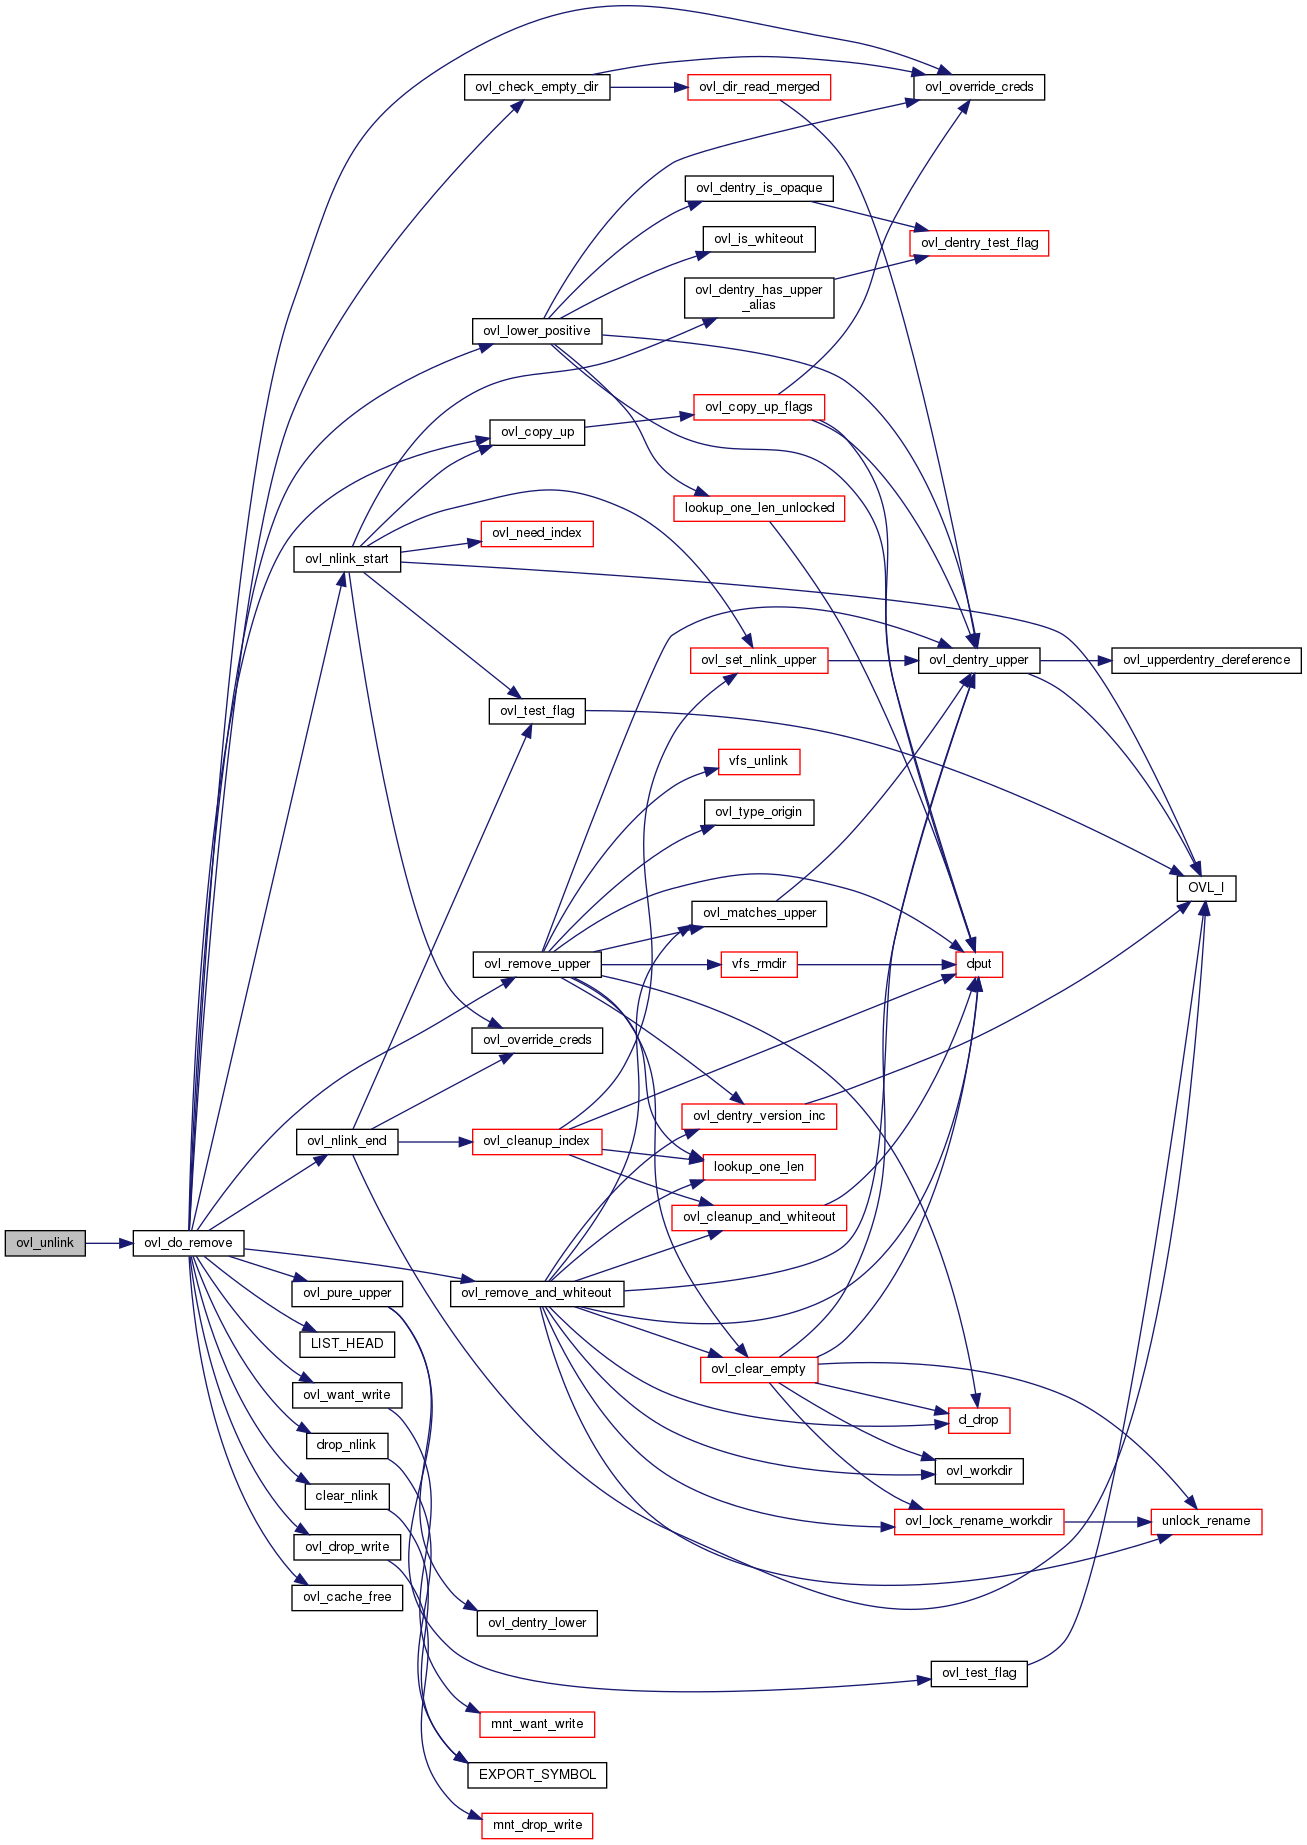 ovl_check_empty_dir
ovl_dir_read_merged
ovl_override_creds
ovl_dentry_is_opaque
ovl_is_whiteout
ovl_dentry_test_flag
ovl_dentry_has_upper
_alias
ovl_lower_positive
ovl_copy_up_flags
ovl_copy_up
lookup_one_len_unlocked
ovl_need_index
ovl_nlink_start
ovl_set_nlink_upper
ovl_dentry_upper
ovl_upperdentry_dereference
ovl_test_flag
vfs_unlink
ovl_type_origin
OVL_I
ovl_matches_upper
ovl_remove_upper
vfs_rmdir
dput
ovl_override_creds
ovl_dentry_version_inc
ovl_nlink_end
ovl_cleanup_index
lookup_one_len
ovl_cleanup_and_whiteout
ovl_unlink
ovl_do_remove
ovl_pure_upper
ovl_remove_and_whiteout
LIST_HEAD
ovl_clear_empty
ovl_want_write
d_drop
drop_nlink
ovl_workdir
clear_nlink
ovl_lock_rename_workdir
unlock_rename
ovl_drop_write
ovl_cache_free
ovl_dentry_lower
ovl_test_flag
mnt_want_write
EXPORT_SYMBOL
mnt_drop_write